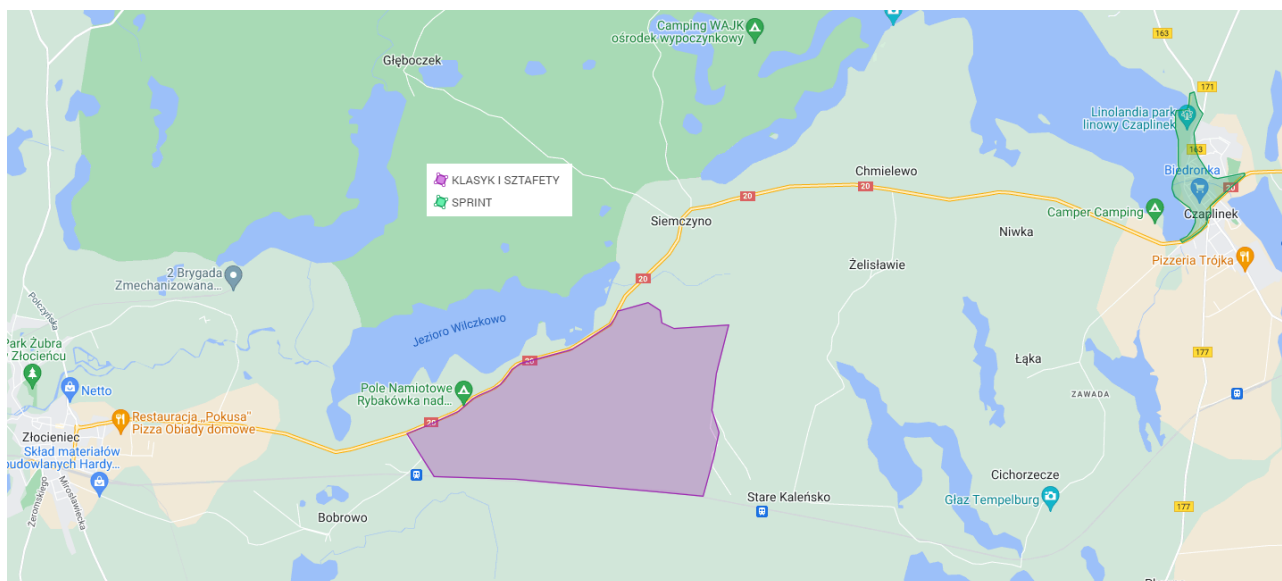 Camping WAJK
ośrodek wypoczynkowy
163
Głęboczek
171
Linolandia park
linowy Czaplinek
163
KLASYK I SZTAFETY
SPRINT
Chmielewo
Biedronka
20
20
20
20
Siemczyno
Camper Camping
Czaplinek
Niwka
Pizzeria Trójka
2 Brygada
Zmechanizowana...
Żelisławie
20
Połczyńska
Jezioro Wilczkowo
Park Żubra
w Złocieńcu
177
Łąka
Netto
Pole Namiotowe
Rybakówka nad...
ZAWADA
Restauracja „Pokusa”
Pizza Obiady domowe
20
Złocieniec
Skład materiałów
budowlanych Hardy...
Cichorzecze
Żeromskiego
Mirosławiecka
Stare Kaleńsko
Głaz Tempelburg
177
Bobrowo